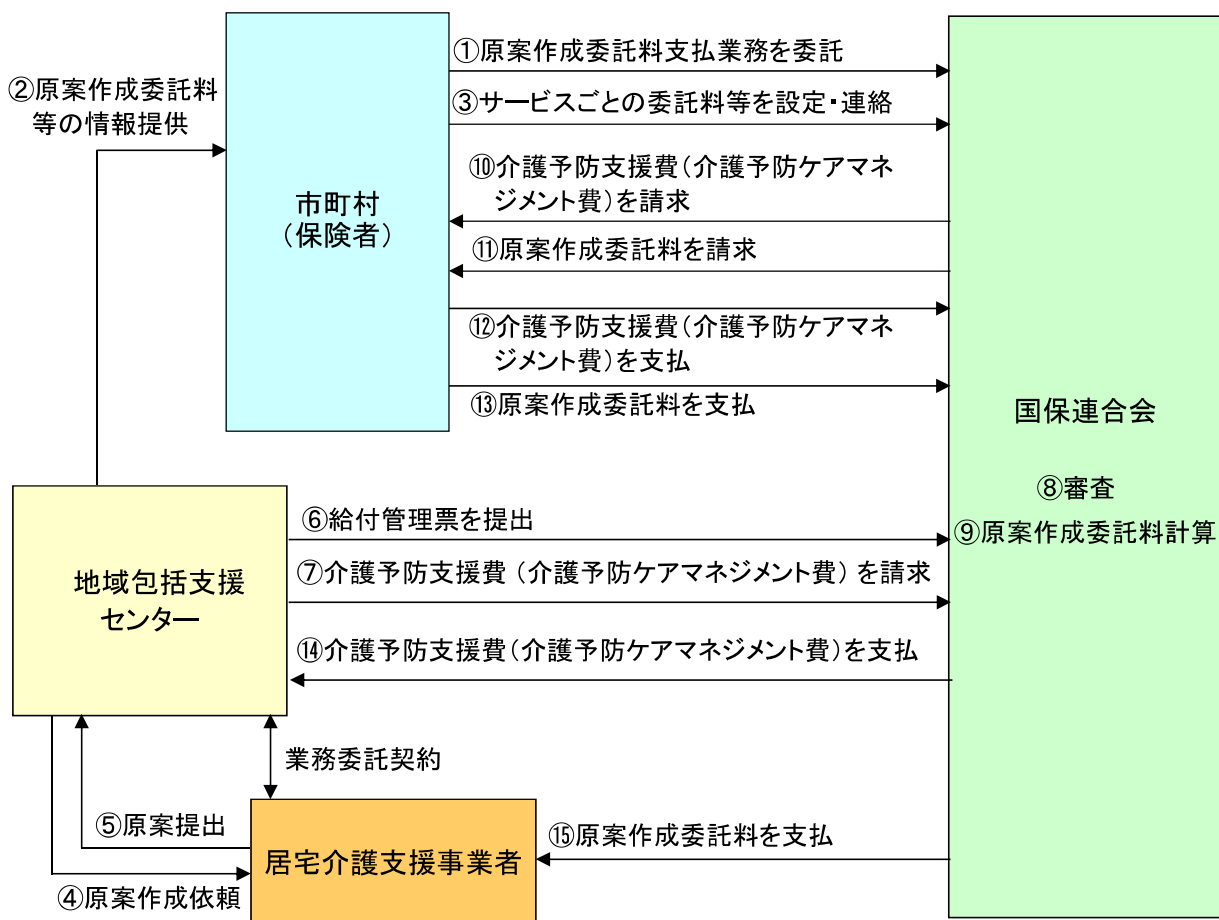 ①原案作成委託料支払業務を委託
②原案作成委託料
等の情報提供
③サービスごとの委託料等を設定・連絡
⑩介護予防支援費（介護予防ケアマネ
ジメント費）を請求
市町村
（保険者）
⑪原案作成委託料を請求
⑫介護予防支援費（介護予防ケアマネ
ジメント費）を支払
⑬原案作成委託料を支払
国保連合会
⑧審査
⑨原案作成委託料計算
⑥給付管理票を提出
⑦介護予防支援費（介護予防ケアマネジメント費）を請求
地域包括支援
センター
⑭介護予防支援費（介護予防ケアマネジメント費）を支払
業務委託契約
⑤原案提出
⑮原案作成委託料を支払
居宅介護支援事業者
④原案作成依頼